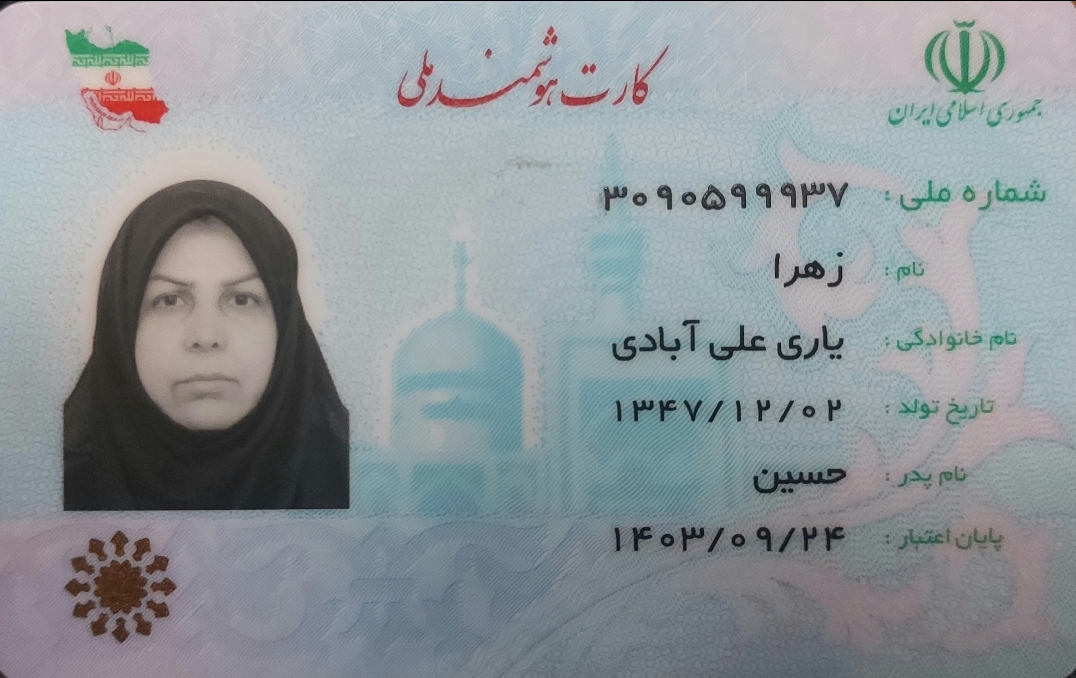 کارت هوشمند ملی
جمهوری اسلامی ایران
شماره ملی : ۳۰۹۰۵۹۹۹۳۷
نام : زهرا
نام خانوادگی : یاری علی آبادی
تاریخ تولد : ۱۳۴۷/۱۲/۰۲
نام پدر : حسین
پایان اعتبار : ۱۴۰۳/۰۹/۲۴